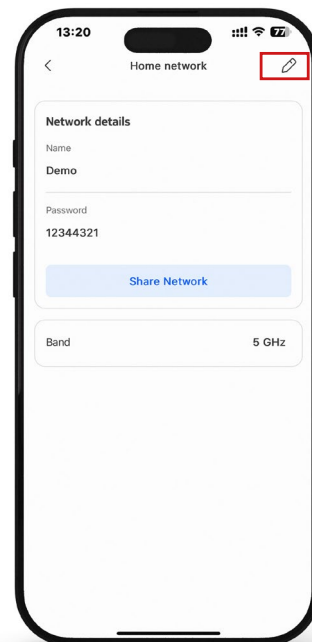 13:20
77
Home network
Network details
Name
Demo
Password
12344321
Share Network
Band
5 GHz